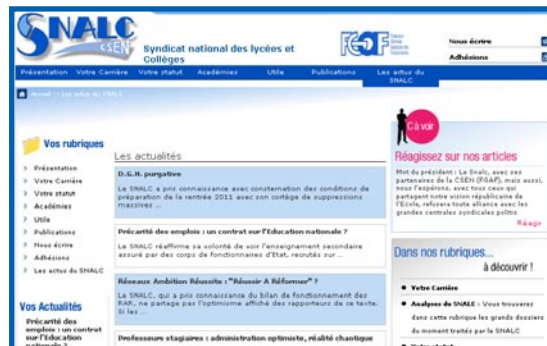 SNALC
CSEN
Syndicat national des lycées et
Collèges
FGAF
Nous écrire
Adhésions
Présentation Votre Carrière Votre statut Académies Utile Publications Les actus du
SNALC
Accueil >> Les actus du SNALC
Vos rubriques
> Présentation
> Votre Carrière
> Votre statut
> Académies
> Utile
> Publications
> Nous écrire
> Adhésions
> Les actus du SNALC
Vos Actualités
Précarité des
emplois : un contrat
sur l'Education
nationale ?
Les actualités
D.G.H. purgative
Le SNALC a pris connaissance avec consternation des conditions de
préparation de la rentrée 2011 avec son cortège de suppressions
massives ...
Précarité des emplois : un contrat sur l'Education nationale ?
Le SNALC réaffirme sa volonté de voir l'enseignement secondaire
assuré par des corps de fonctionnaires d'Etat, recrutés sur ...
Réseaux Ambition Réussite : "Réussir A Réformer" ?
Le SNALC, qui a pris connaissance du bilan de fonctionnement des
RAR, ne partage pas l'optimisme affiché des rapporteurs de ce texte.
Si les ...
Professeurs stagiaires : administration optimiste, réalité chaotique
C à voir
Réagissez sur nos articles
Mot du président : Le Snalc, avec ses
partenaires de la CSEN (FGAF), mais aussi,
nous l'espérons, avec tous ceux qui
partagent notre vision républicaine de
l'Ecole, refusera toute alliance avec les
grandes centrales syndicales politis
Réagir
Dans nos rubriques...
à découvrir !
● Votre Carrière
● Analyses du SNALC : Vous trouverez
dans cette rubrique les grands dossiers
du moment traités par le SNALC
● Votre statut